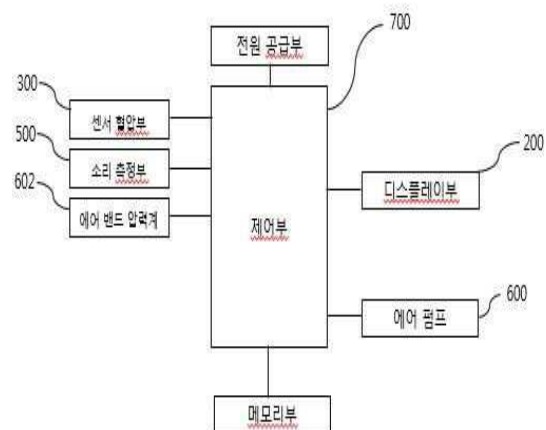 전원 공급부
700
300
센서 혈압부
500
소리 측정부
602
에어 밴드 압력계
제어부
200
디스플레이부
600
에어 펌프
메모리부